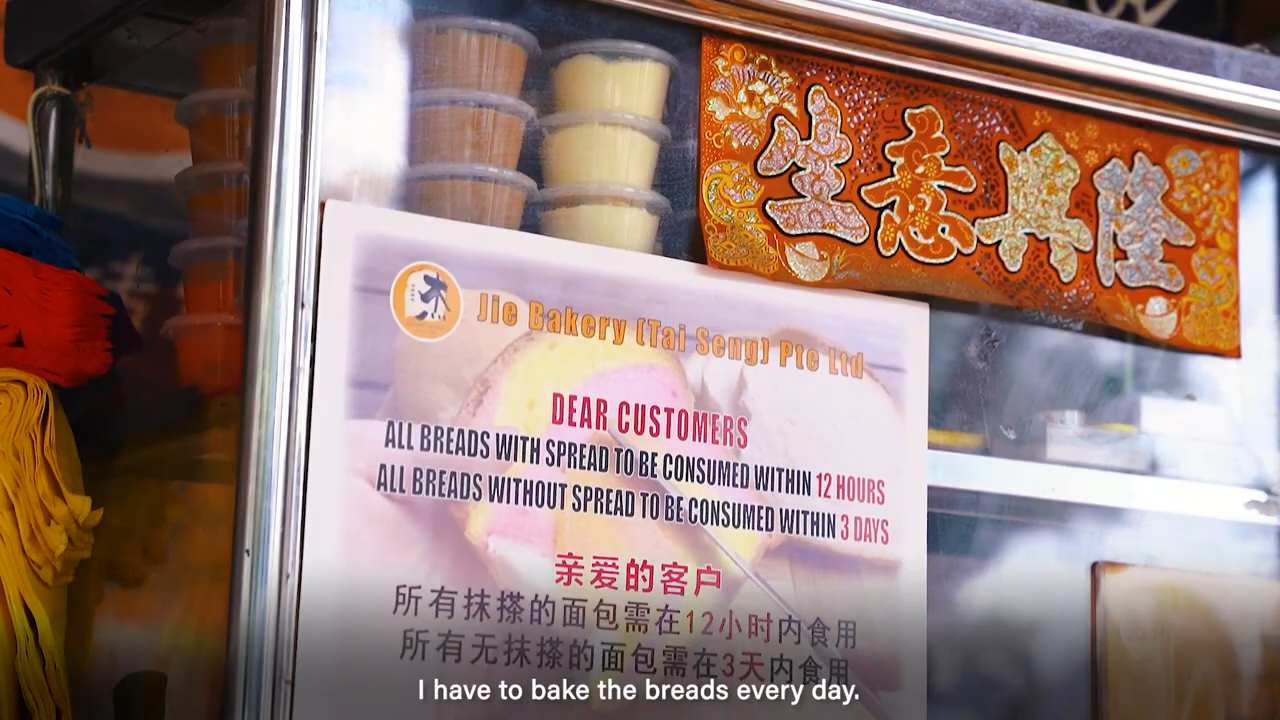 生意興隆
杰
Jie Bakery (Tai Seng) Pte Ltd
DEAR CUSTOMERS
ALL BREADS WITH SPREAD TO BE CONSUMED WITHIN 12 HOURS
ALL BREADS WITHOUT SPREAD TO BE CONSUMED WITHIN 3 DAYS
亲爱的客户
所有抹搽的面包需在12小时内食用
所有无抹搽的面包需在3天内食用
I have to bake the breads every day.